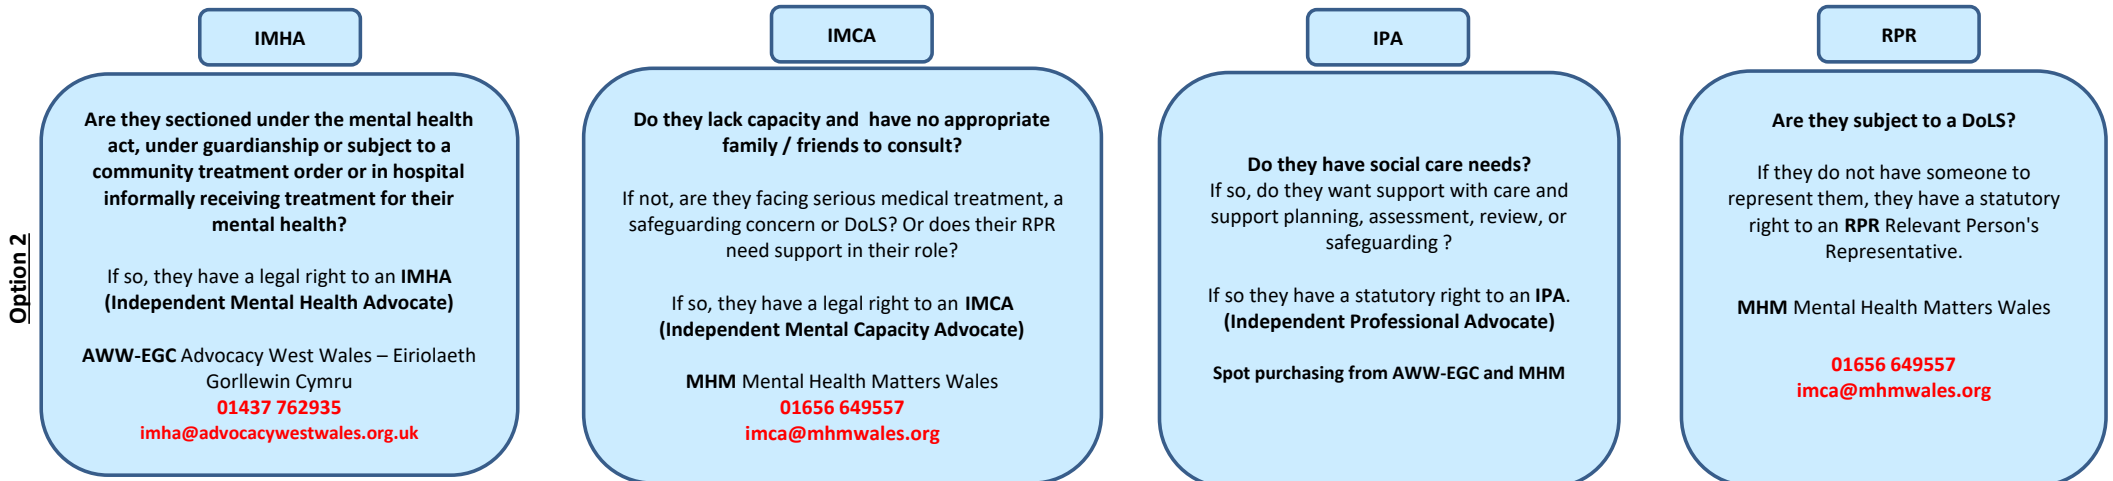 Option 2
IMHA
Are they sectioned under the mental health
act, under guardianship or subject to a
community treatment order or in hospital
informally receiving treatment for their
mental health?
If so, they have a legal right to an IMHA
(Independent Mental Health Advocate)
AWW-EGC Advocacy West Wales – Eiriolaeth
Gorllewin Cymru
01437 762935
imha@advocacywestwales.org.uk
IMCA
Do they lack capacity and have no appropriate
family / friends to consult?
If not, are they facing serious medical treatment, a
safeguarding concern or DoLS? Or does their RPR
need support in their role?
If so, they have a legal right to an IMCA
(Independent Mental Capacity Advocate)
MHM Mental Health Matters Wales
01656 649557
imca@mhmwales.org
IPA
Do they have social care needs?
If so, do they want support with care and
support planning, assessment, review, or
safeguarding ?
If so they have a statutory right to an IPA.
(Independent Professional Advocate)
Spot purchasing from AWW-EGC and MHM
RPR
Are they subject to a DoLS?
If they do not have someone to
represent them, they have a statutory
right to an RPR Relevant Person's
Representative.
MHM Mental Health Matters Wales
01656 649557
imca@mhmwales.org